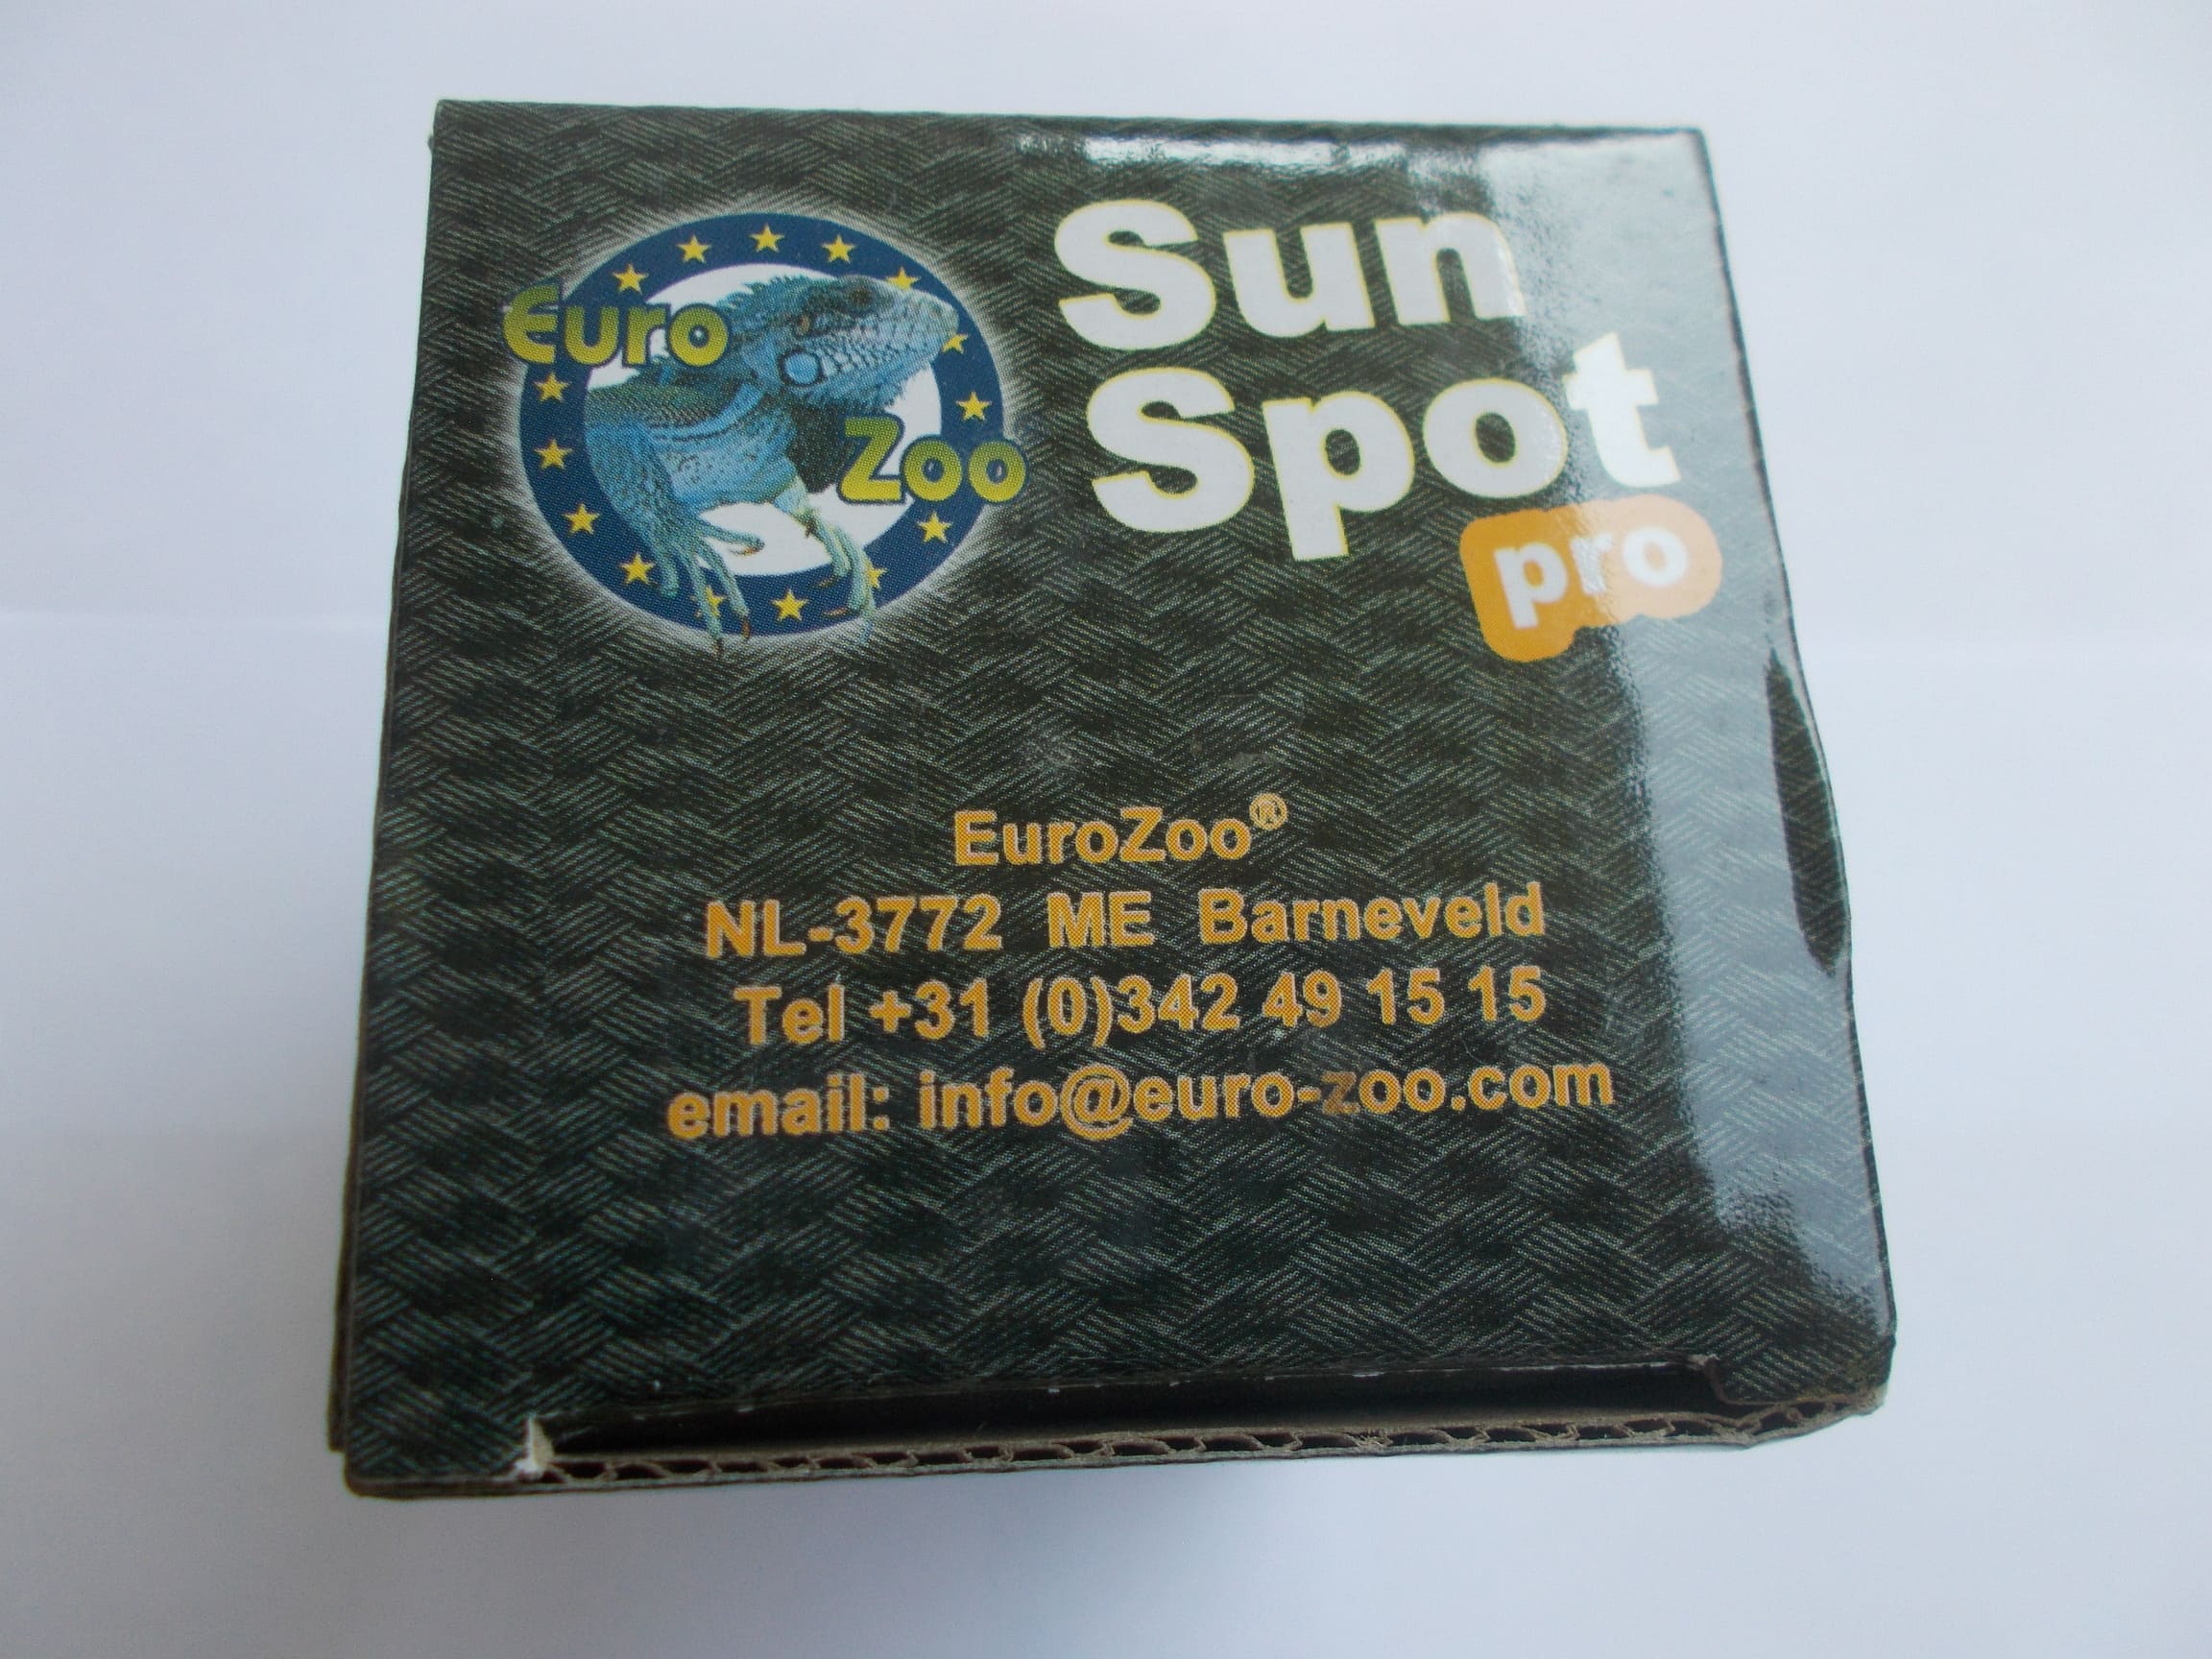 Euro
Zoo
Sun
Spot
pro
EuroZoo®
NL-3772 ME Barneveld
Tel +31 (0)342 49 15 15
email: info@euro-zoo.com